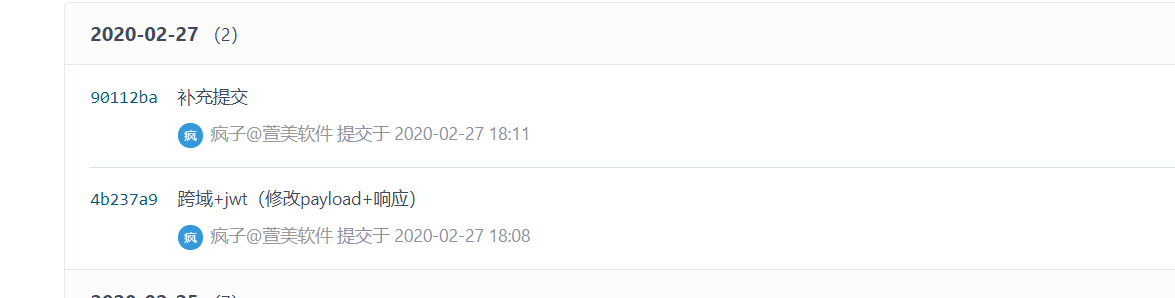 2020-02-27 （2）
90112ba 补充提交
疯 疯子@萱美软件 提交于 2020-02-27 18:11
4b237a9 跨域+jwt（修改payload+响应）
疯 疯子@萱美软件 提交于 2020-02-27 18:08